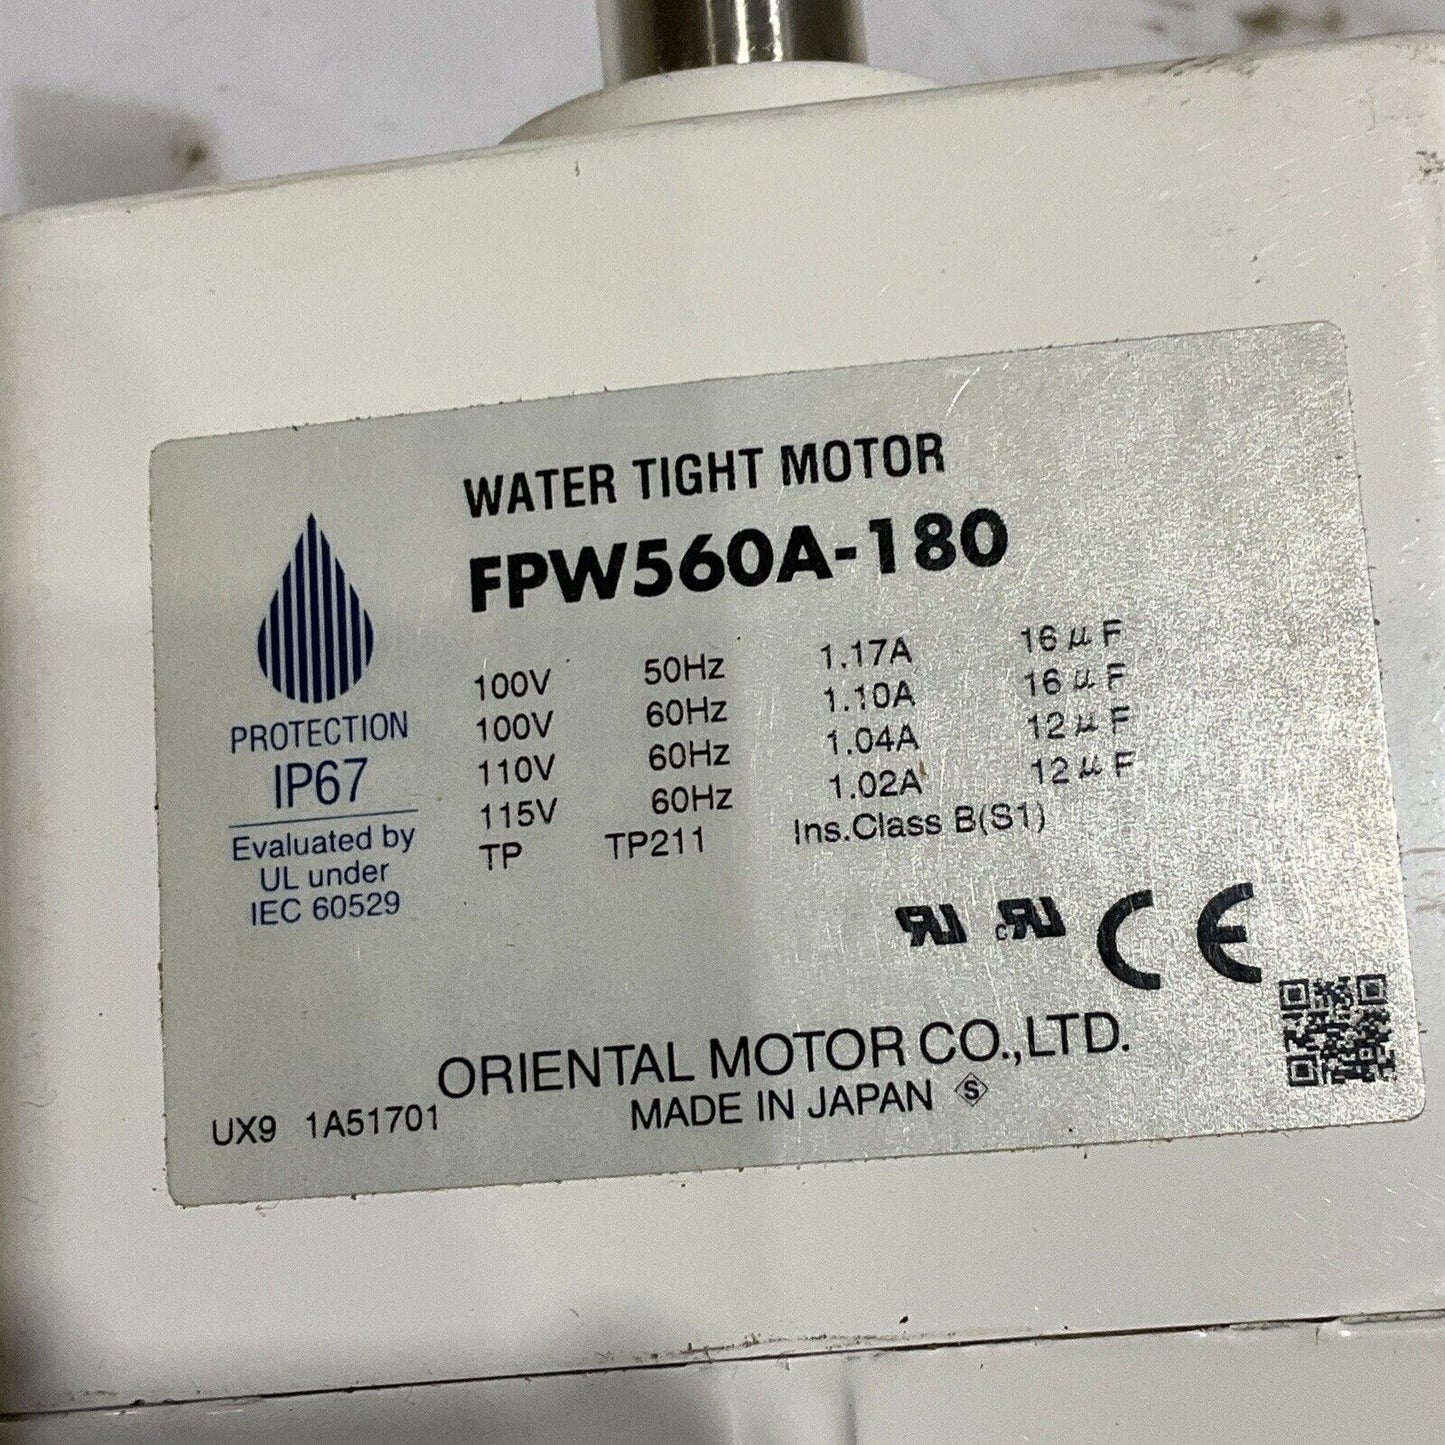 WATER TIGHT MOTOR
FPW560A-180
100V 50Hz 1.17A 16μF
100V 60Hz 1.10A 16μF
110V 60Hz 1.04A 12μF
115V 60Hz 1.02A 12μF
TP TP211 Ins.Class B(S1)
PROTECTION
IP67
Evaluated by
UL under
IEC 60529
RU cRU CE
ORIENTAL MOTOR CO.,LTD.
MADE IN JAPAN S
UX9 1A51701